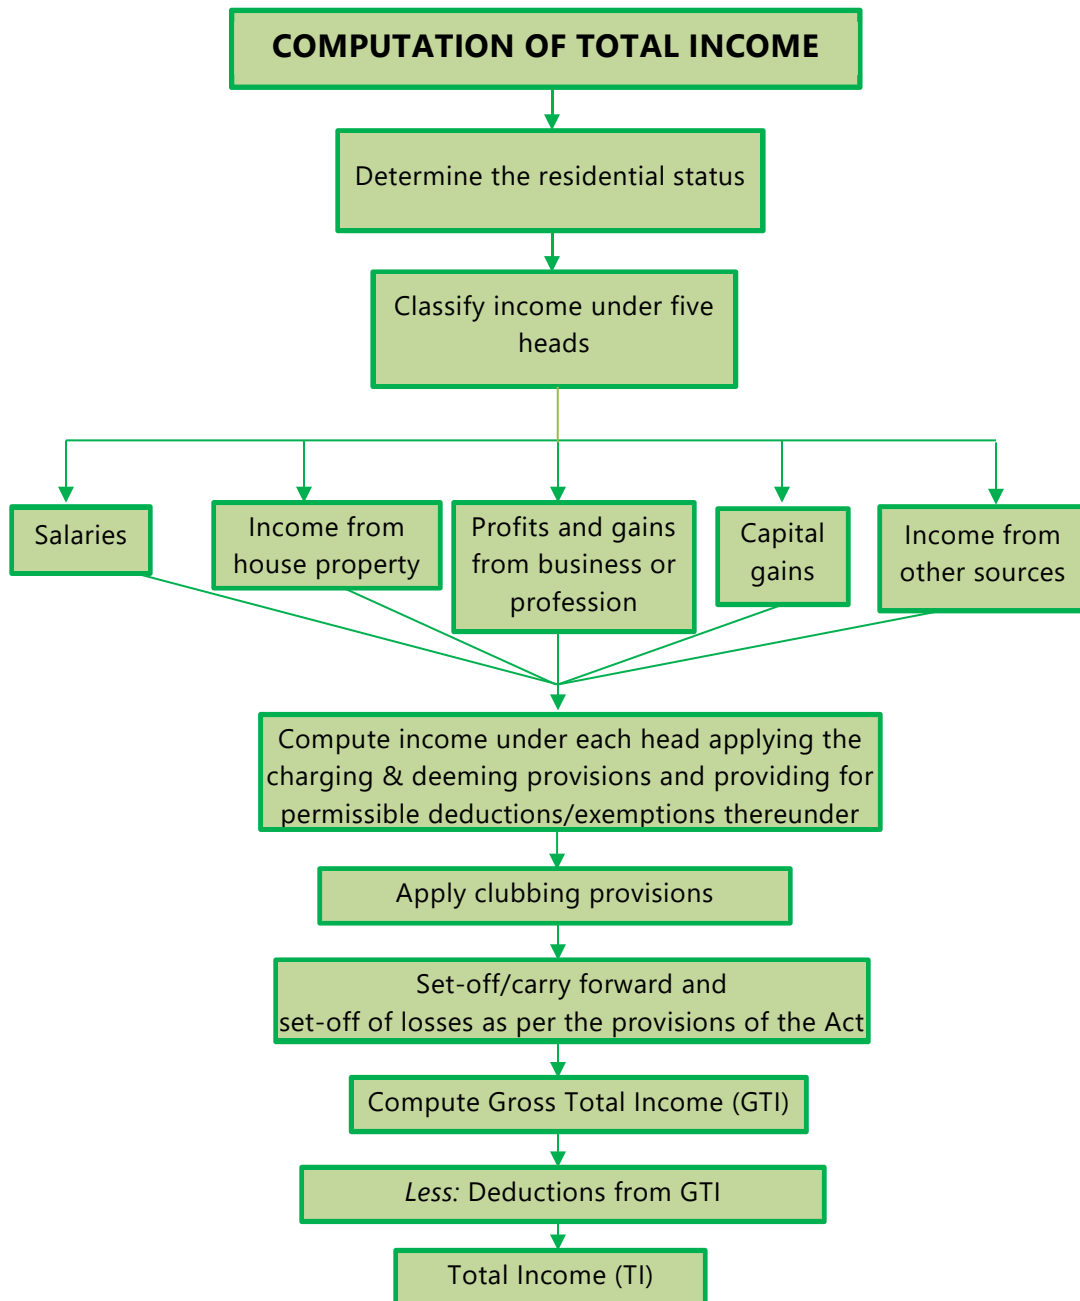 COMPUTATION OF TOTAL INCOME
Determine the residential status
Classify income under five
heads
Salaries
Income from
house property
Profits and gains
from business or
profession
Capital
gains
Income from
other sources
Compute income under each head applying the
charging & deeming provisions and providing for
permissible deductions/exemptions thereunder
Apply clubbing provisions
Set-off/carry forward and
set-off of losses as per the provisions of the Act
Compute Gross Total Income (GTI)
Less: Deductions from GTI
Total Income (TI)